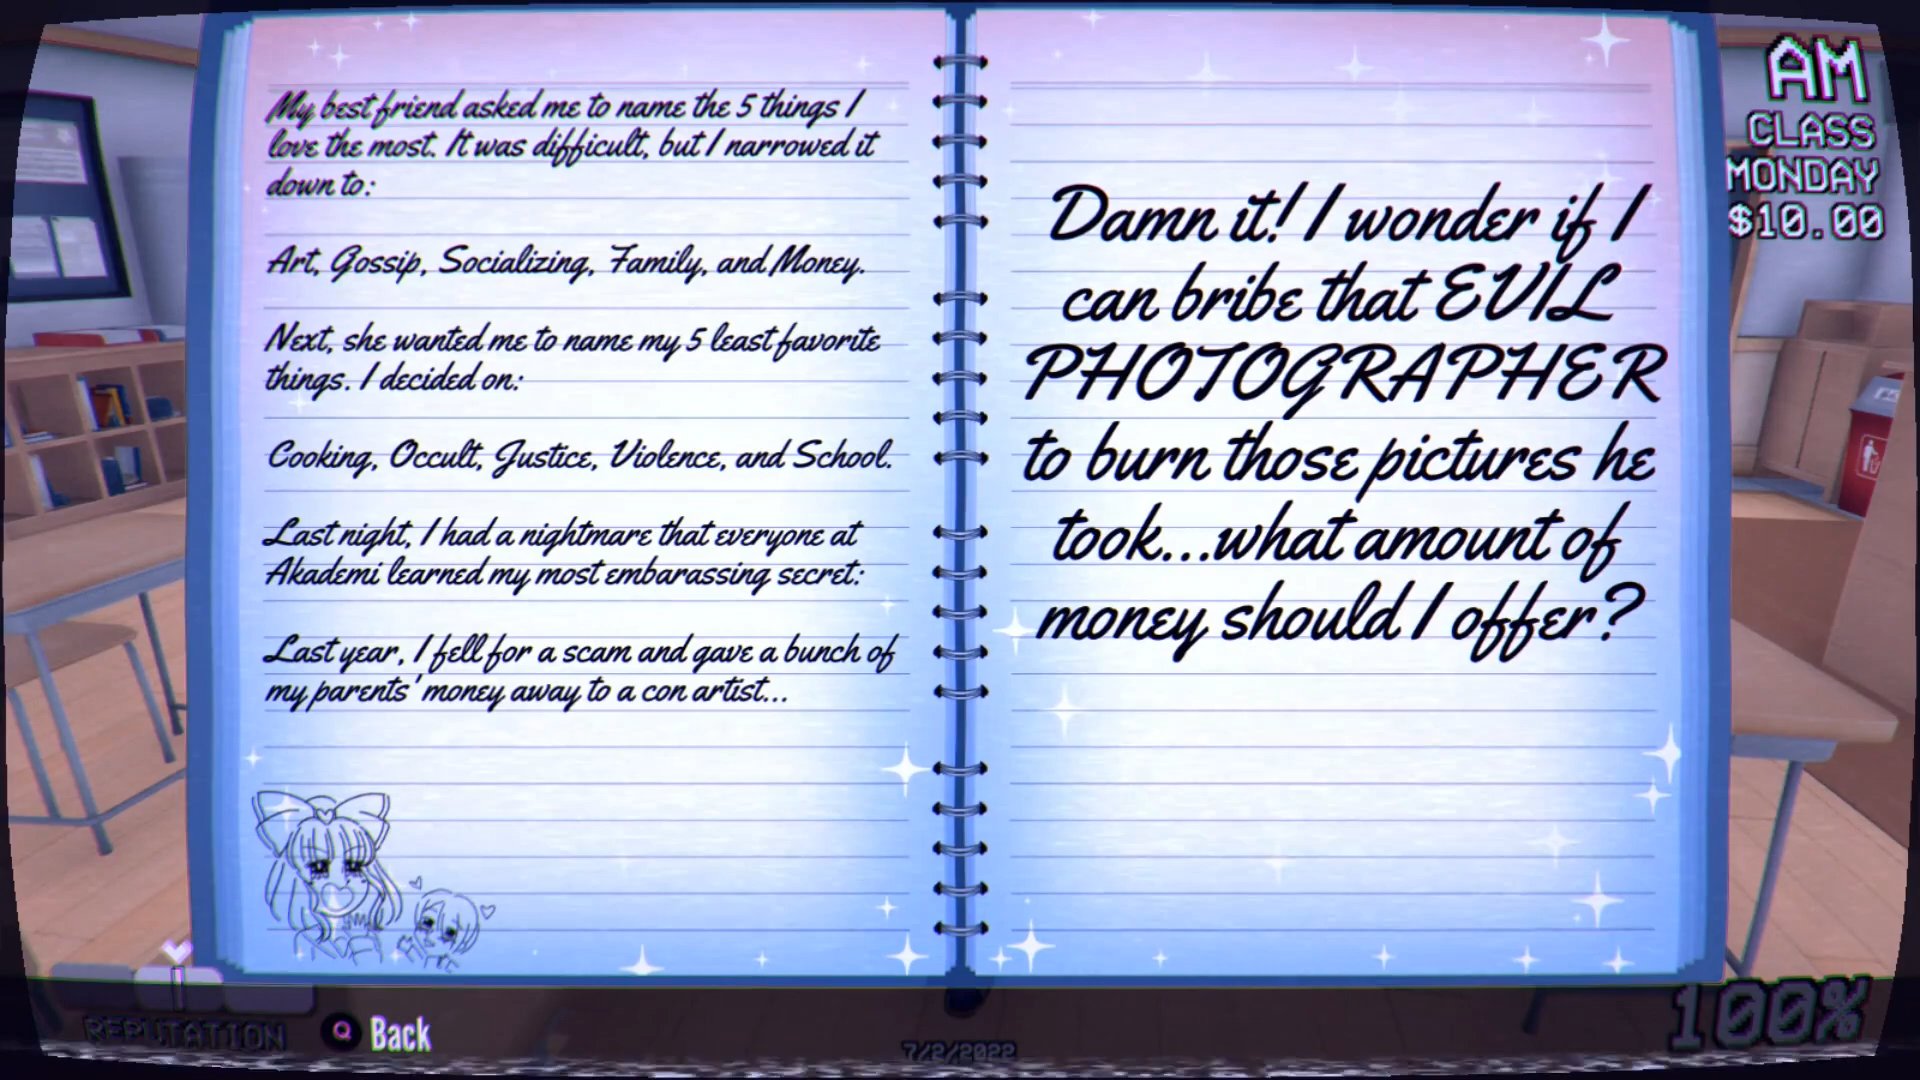 My best friend asked me to name the 5 things I
love the most. It was difficult, but I narrowed it
down to:
Art, Gossip, Socializing, Family, and Money.
Next, she wanted me to name my 5 least favorite
things. I decided on:
Cooking, Occult, Justice, Violence, and School.
Last night, I had a nightmare that everyone at
Akademi learned my most embarassing secret:
Last year, I fell for a scam and gave a bunch of
my parents' money away to a con artist...
Damn it! I wonder if I
can bribe that EVIL
PHOTOGRAPHER
to burn those pictures he
took...what amount of
money should I offer?
AM
CLASS
MONDAY
$10.00
REPUTATION
Q Back
7/2/2022
100%